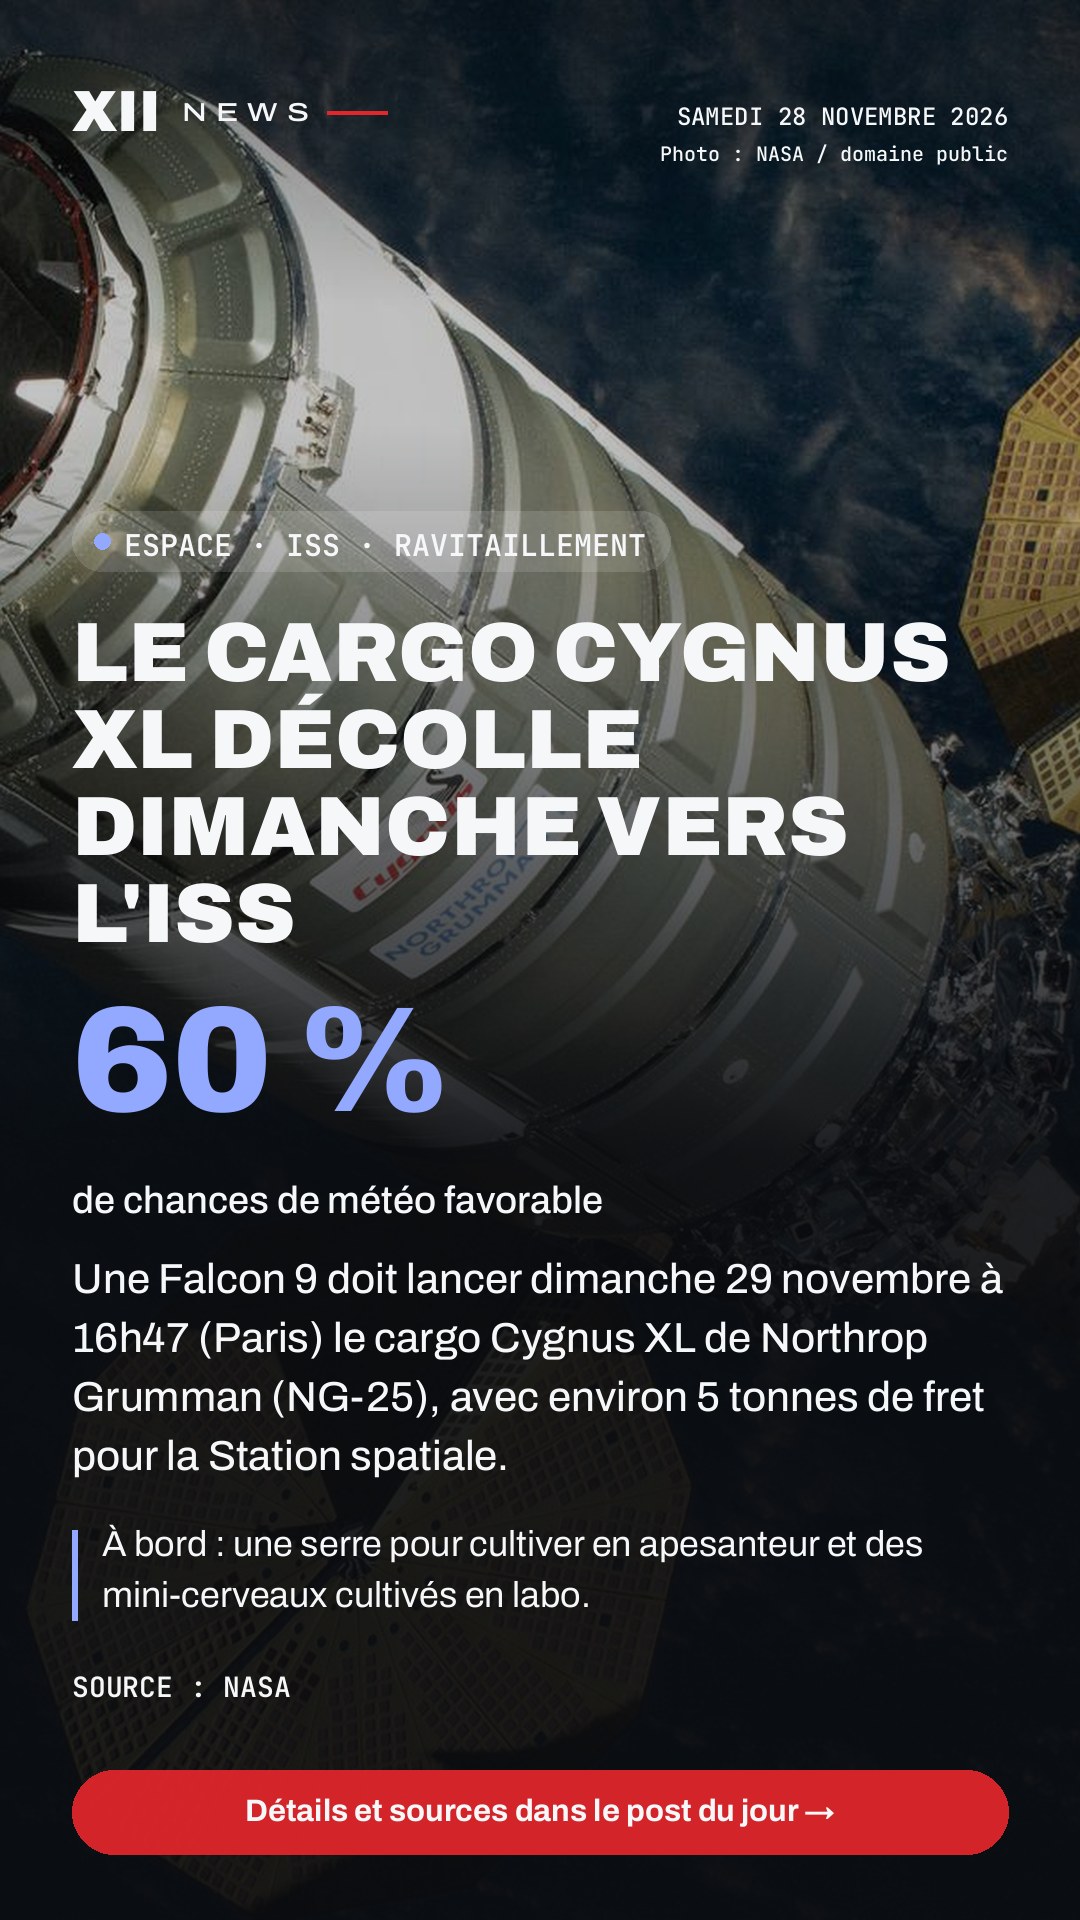 XII NEWS
SAMEDI 28 NOVEMBRE 2026
Photo : NASA / domaine public
ESPACE · ISS · RAVITAILLEMENT
LE CARGO CYGNUS
XL DÉCOLLE
DIMANCHE VERS
L'ISS
Cygnus
NORTHROP
GRUMMAN
60 %
de chances de météo favorable
Une Falcon 9 doit lancer dimanche 29 novembre à
16h47 (Paris) le cargo Cygnus XL de Northrop
Grumman (NG-25), avec environ 5 tonnes de fret
pour la Station spatiale.
À bord : une serre pour cultiver en apesanteur et des
mini-cerveaux cultivés en labo.
SOURCE : NASA
Détails et sources dans le post du jour →